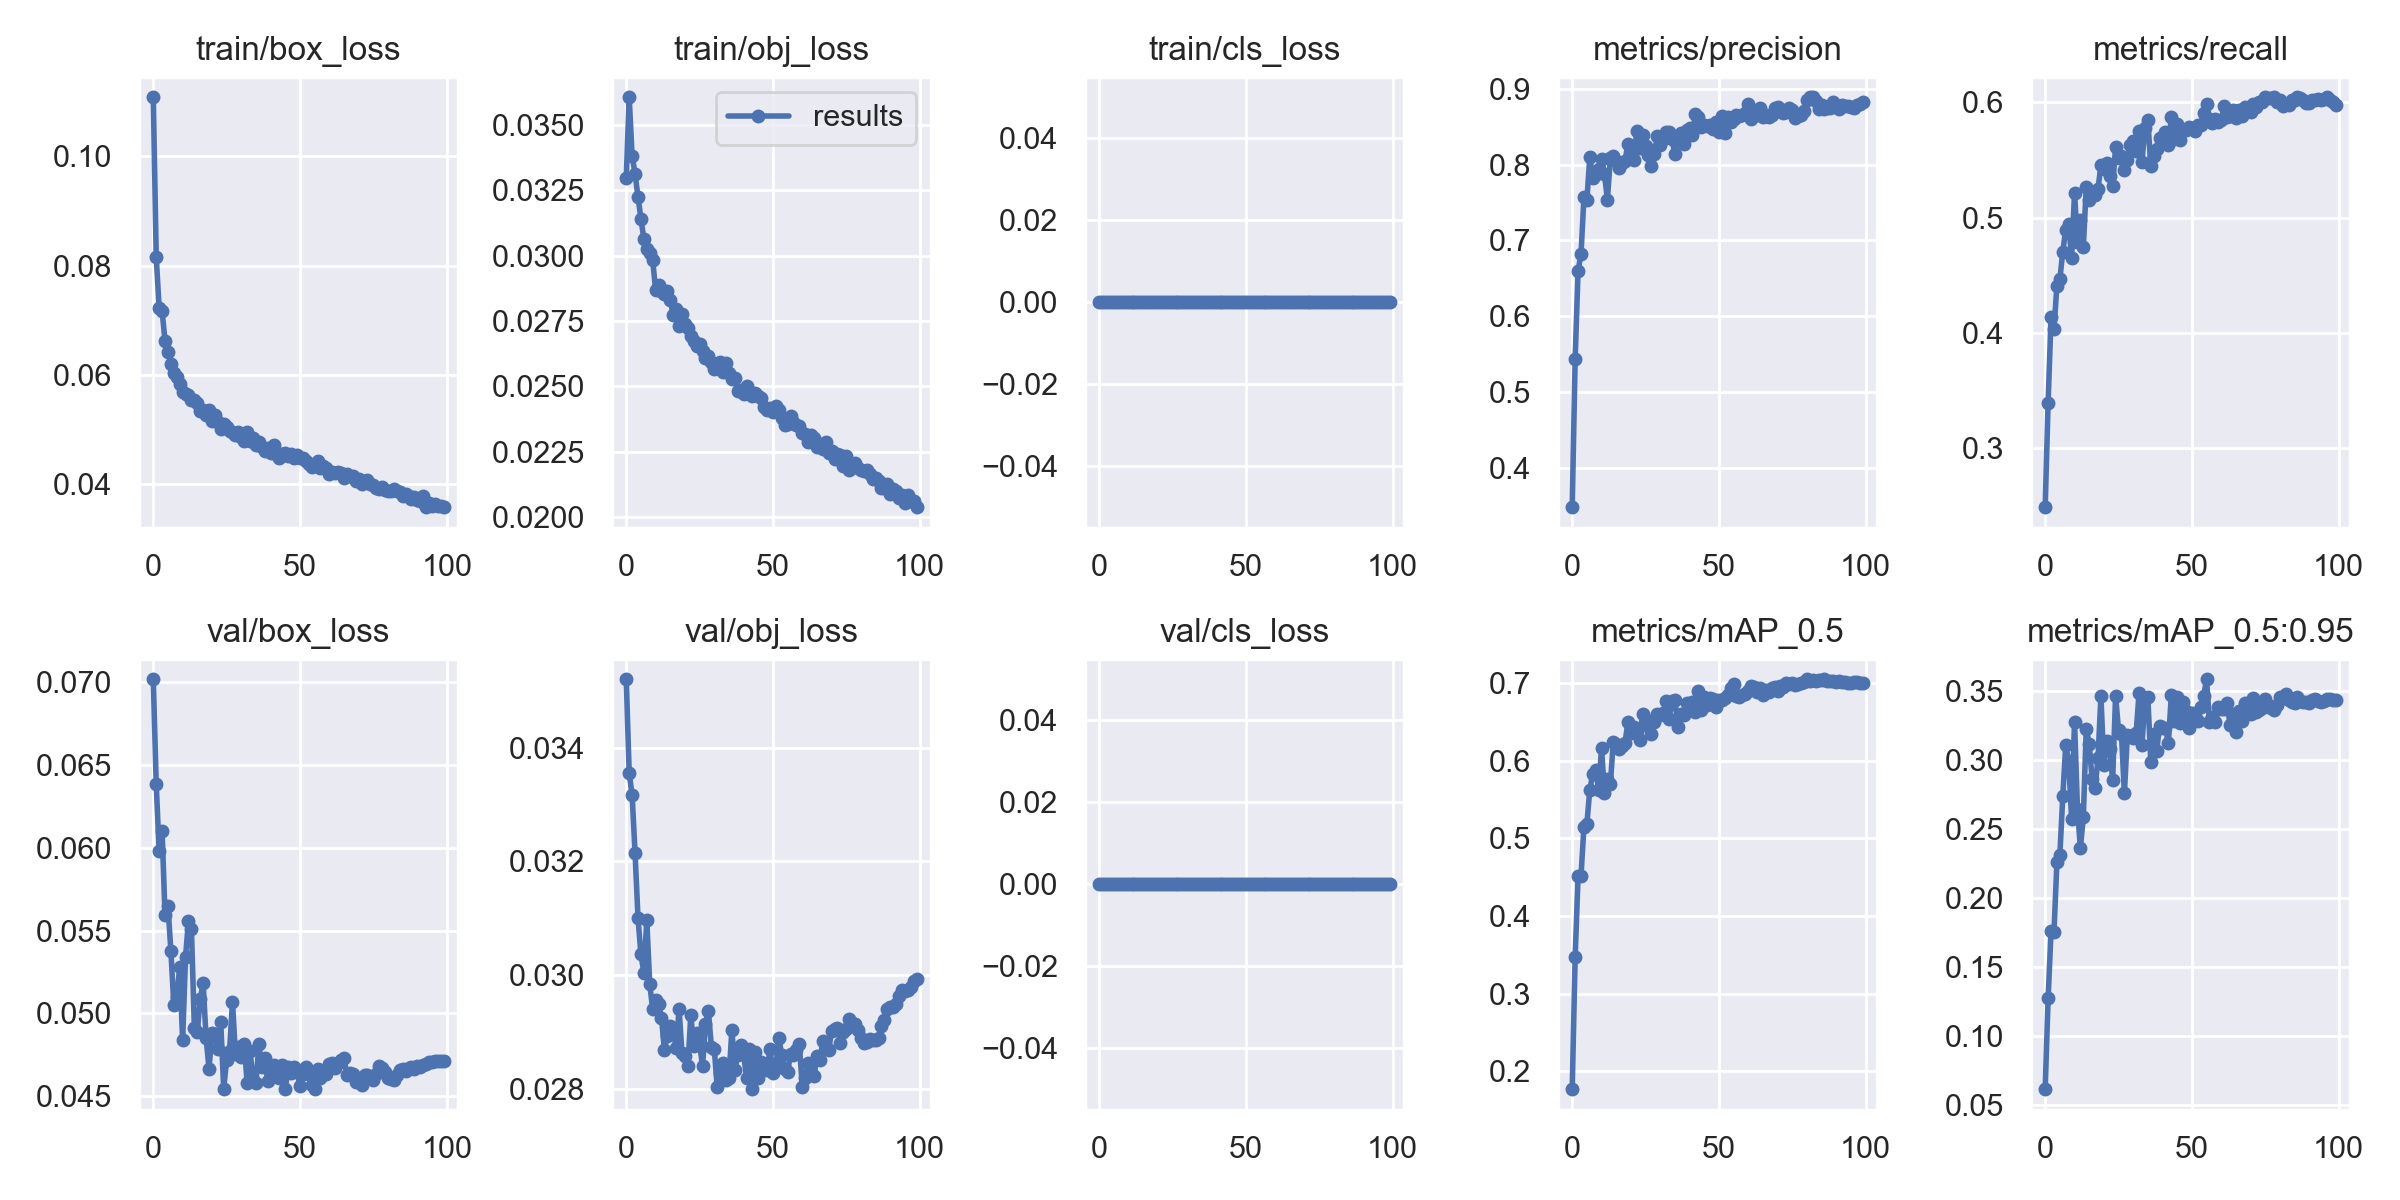 train/box_loss
train/obj_loss
train/cls_loss
metrics/precision
metrics/recall
0.10
0.08
0.06
0.04
0 50 100
results
0.0350
0.0325
0.0300
0.0275
0.0250
0.0225
0.0200
0 50 100
0.04
0.02
0.00
−0.02
−0.04
0 50 100
0.9
0.8
0.7
0.6
0.5
0.4
0 50 100
0.6
0.5
0.4
0.3
0 50 100
val/box_loss
val/obj_loss
val/cls_loss
metrics/mAP_0.5
metrics/mAP_0.5:0.95
0.070
0.065
0.060
0.055
0.050
0.045
0 50 100
0.034
0.032
0.030
0.028
0 50 100
0.04
0.02
0.00
−0.02
−0.04
0 50 100
0.7
0.6
0.5
0.4
0.3
0.2
0 50 100
0.35
0.30
0.25
0.20
0.15
0.10
0.05
0 50 100